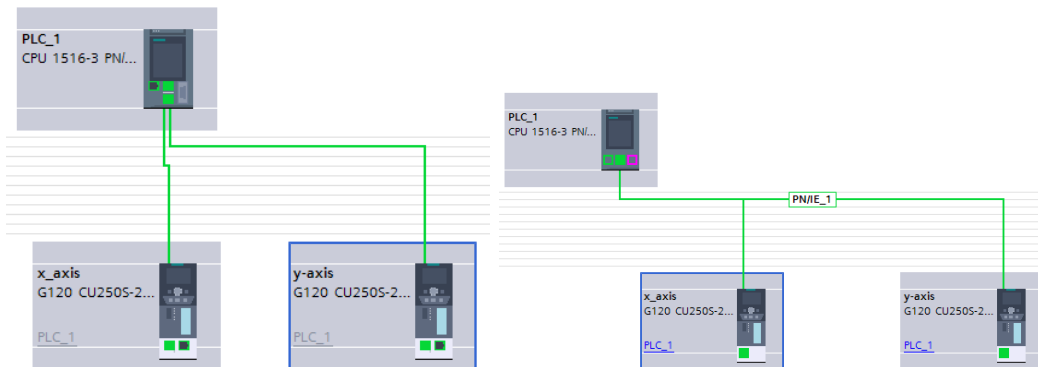 PLC_1
CPU 1516-3 PN/...
x_axis
G120 CU250S-2...
PLC_1
y-axis
G120 CU250S-2...
PLC_1
PLC_1
CPU 1516-3 PN/...
PN/IE_1
x_axis
G120 CU250S-2...
PLC_1
y-axis
G120 CU250S-2...
PLC_1